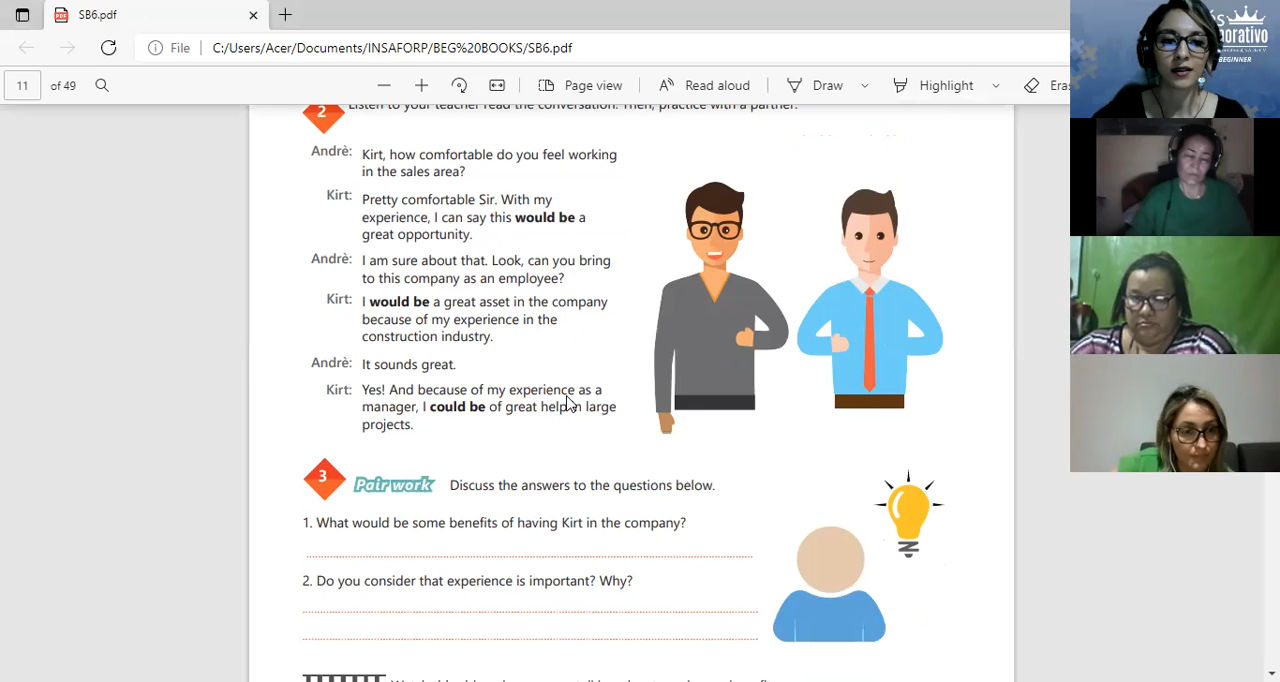 SB6.pdf
File C:/Users/Acer/Documents/INSAFORP/BEG%20BOOKS/SB6.pdf
11 of 49 Page view Read aloud Draw Highlight Eras
orativo
BEGINNER
2 Listen to your teacher read the conversation. Then, practice with a partner.
Andrè: Kirt, how comfortable do you feel working
in the sales area?
Kirt: Pretty comfortable Sir. With my
experience, I can say this would be a
great opportunity.
Andrè: I am sure about that. Look, can you bring
to this company as an employee?
Kirt: I would be a great asset in the company
because of my experience in the
construction industry.
Andrè: It sounds great.
Kirt: Yes! And because of my experience as a
manager, I could be of great help in large
projects.
3 Pair work Discuss the answers to the questions below.
1. What would be some benefits of having Kirt in the company?
2. Do you consider that experience is important? Why?